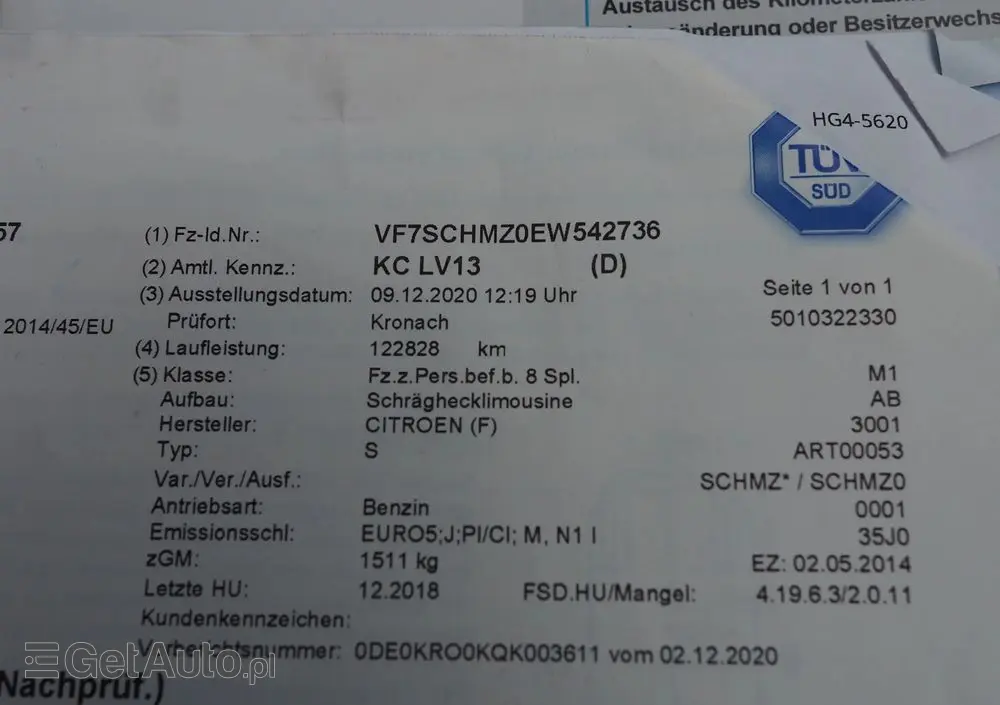 Austausch des
änderung oder Besitzerwechs
HG4-5620
TÜV
SÜD
57
(1) Fz-Id.Nr.: VF7SCHMZ0EW542736
(2) Amtl. Kennz.: KC LV13 (D)
(3) Ausstellungsdatum: 09.12.2020 12:19 Uhr Seite 1 von 1
2014/45/EU Prüfort: Kronach 5010322330
(4) Laufleistung: 122828 km
(5) Klasse: Fz.z.Pers.bef.b. 8 Spl. M1
Aufbau: Schräghecklimousine AB
Hersteller: CITROEN (F) 3001
Typ: S ART00053
Var./Ver./Ausf.: SCHMZ* / SCHMZ0
Antriebsart: Benzin 0001
Emissionsschl: EURO5;J;PI/CI; M, N1 I 35J0
zGM: 1511 kg EZ: 02.05.2014
Letzte HU: 12.2018 FSD.HU/Mangel: 4.19.6.3/2.0.11
Kundenkennzeichen:
Vorberichtsnummer: 0DE0KRO0KQK003611 vom 02.12.2020
GetAuto.pl
Nachprüf.)